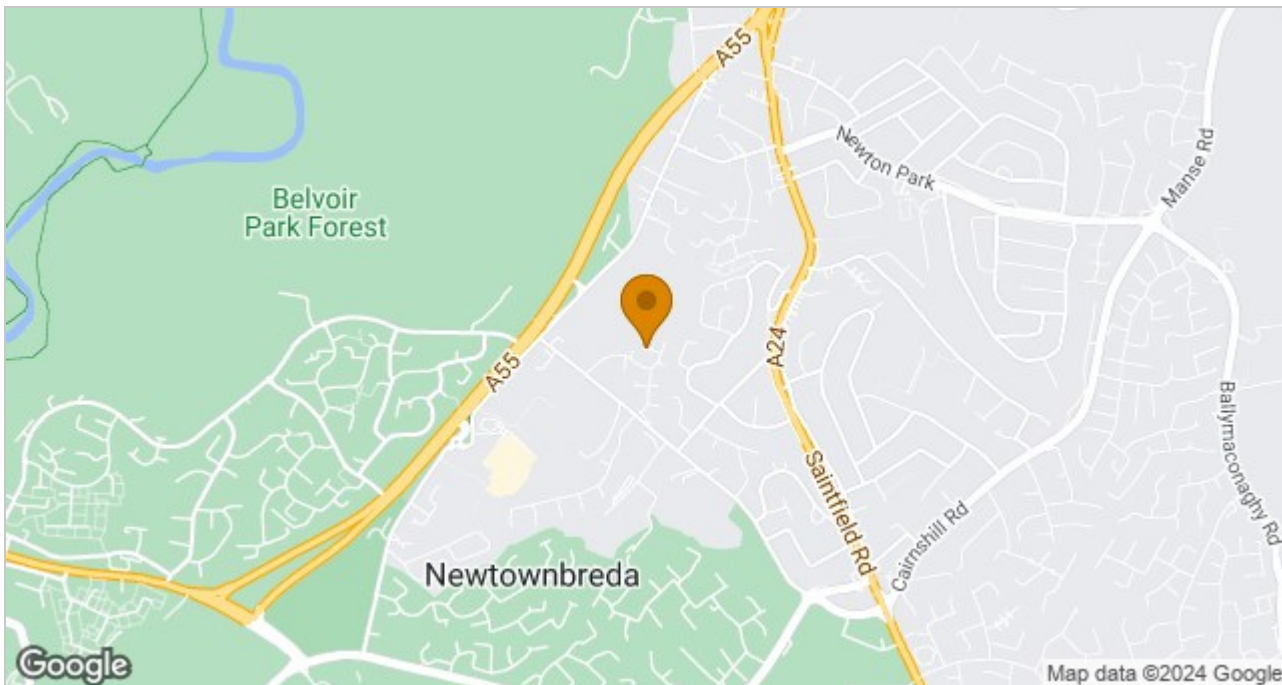 A55
Newton Park
Manse Rd
Belvoir
Park Forest
A24
A55
Ballymaconaghy Rd
Saintfield Rd
Cairnshill Rd
Newtownbreda
Google
Map data ©2024 Google